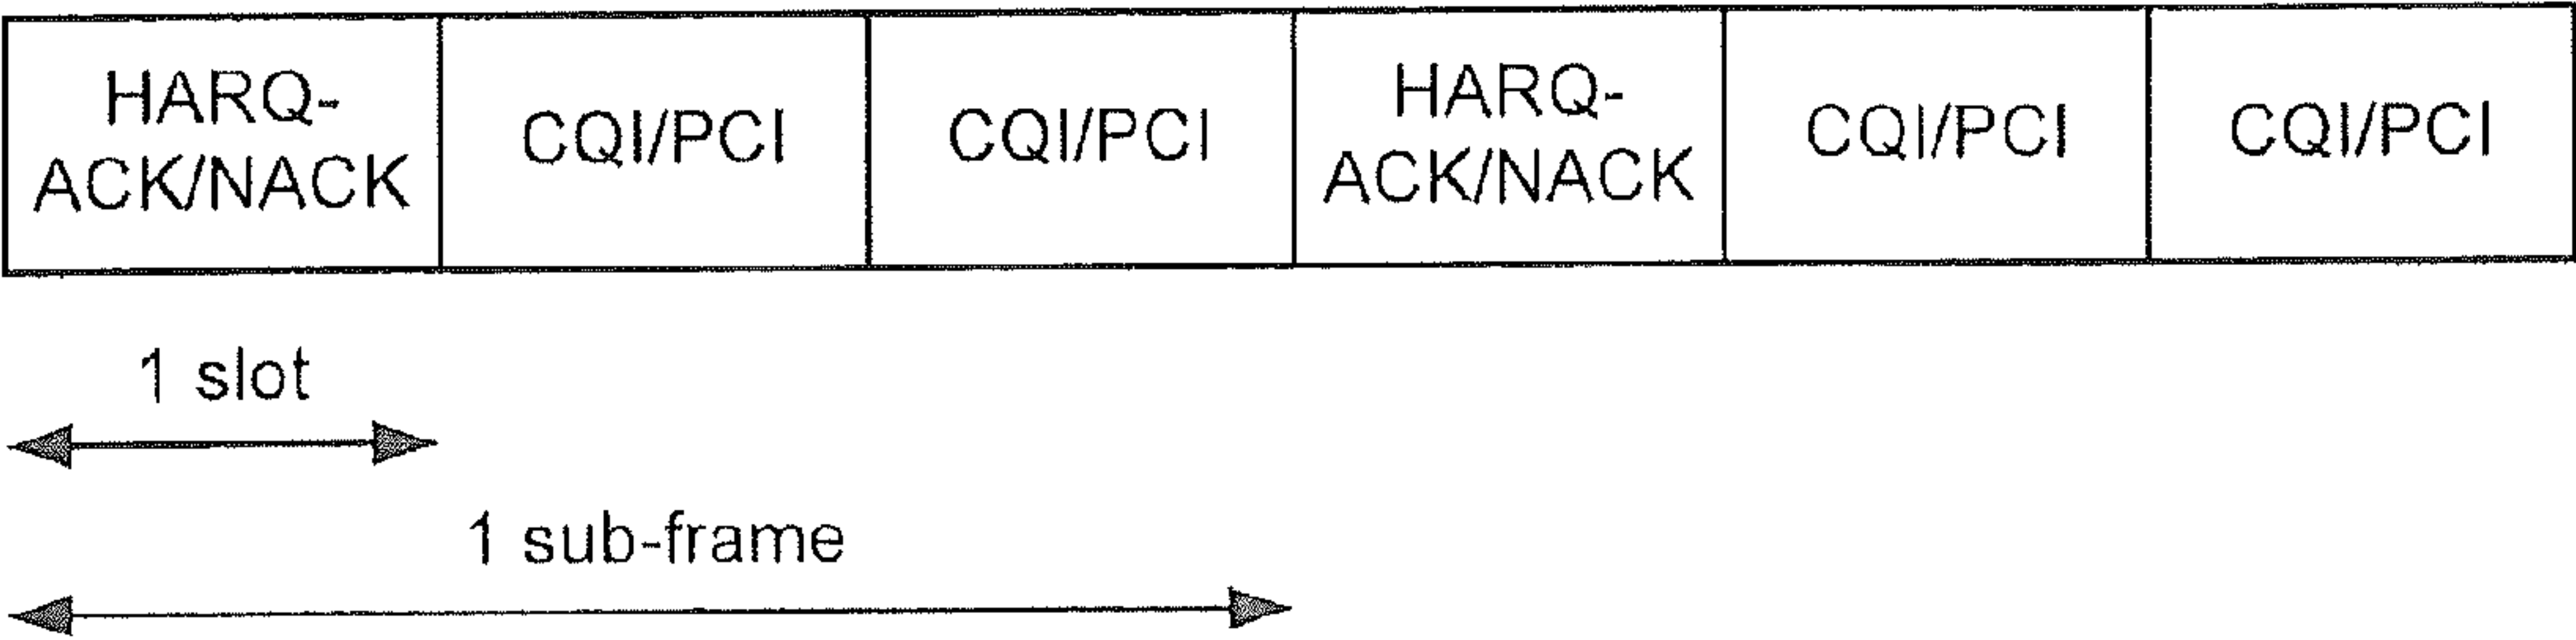 HARQ-
ACK/NACK
CQI/PCI
CQI/PCI
HARQ-
ACK/NACK
CQI/PCI
CQI/PCI
1 slot
1 sub-frame